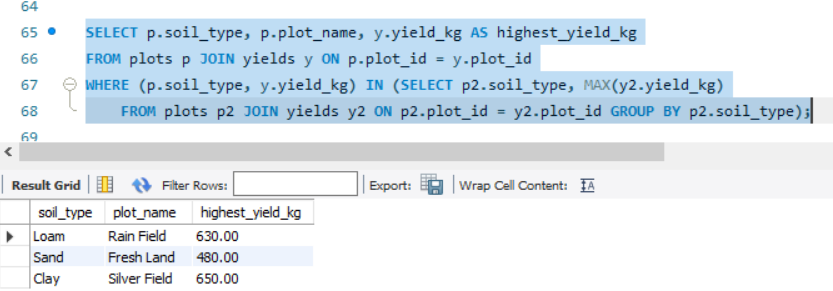 64
65 SELECT p.soil_type, p.plot_name, y.yield_kg AS highest_yield_kg
66 FROM plots p JOIN yields y ON p.plot_id = y.plot_id
67 WHERE (p.soil_type, y.yield_kg) IN (SELECT p2.soil_type, MAX(y2.yield_kg)
68 FROM plots p2 JOIN yields y2 ON p2.plot_id = y2.plot_id GROUP BY p2.soil_type);
69
Result Grid Filter Rows: Export: Wrap Cell Content: IA
soil_type plot_name highest_yield_kg
Loam Rain Field 630.00
Sand Fresh Land 480.00
Clay Silver Field 650.00